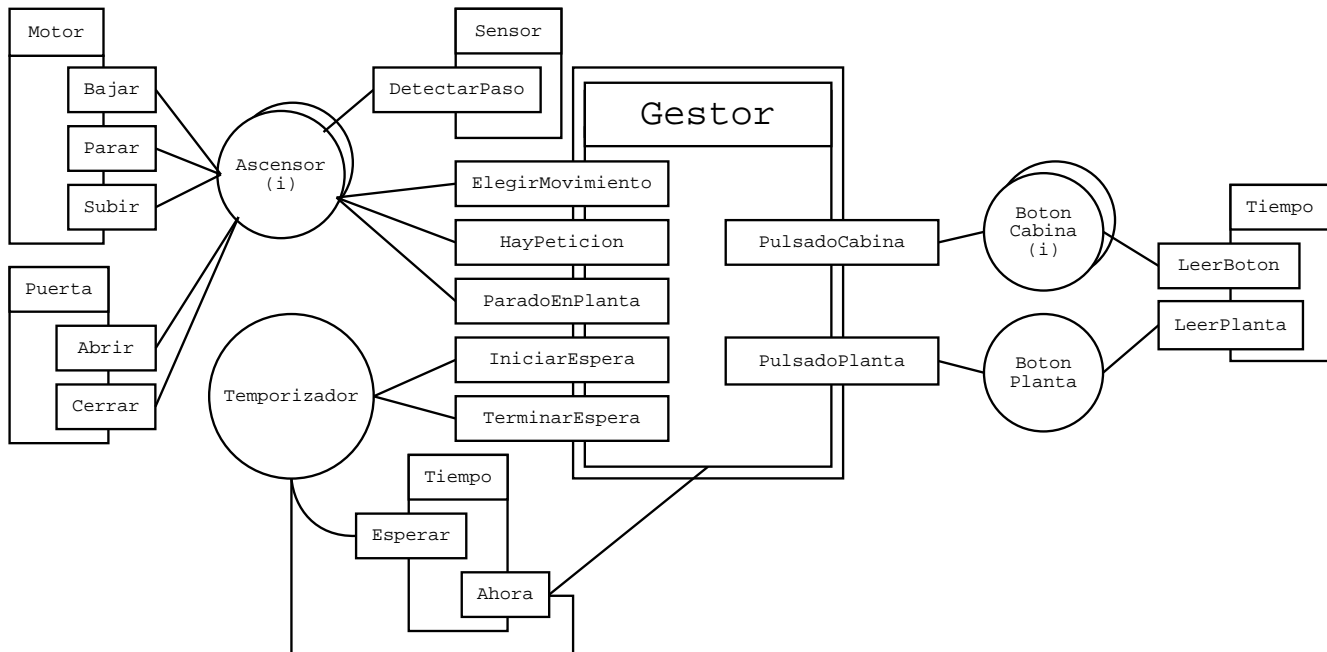 Motor
Bajar
Parar
Subir
Puerta
Abrir
Cerrar
Ascensor
(i)
Temporizador
Sensor
DetectarPaso
Gestor
ElegirMovimiento
HayPeticion
ParadoEnPlanta
IniciarEspera
TerminarEspera
PulsadoCabina
PulsadoPlanta
Tiempo
Esperar
Ahora
Boton
Cabina
(i)
Boton
Planta
Tiempo
LeerBoton
LeerPlanta